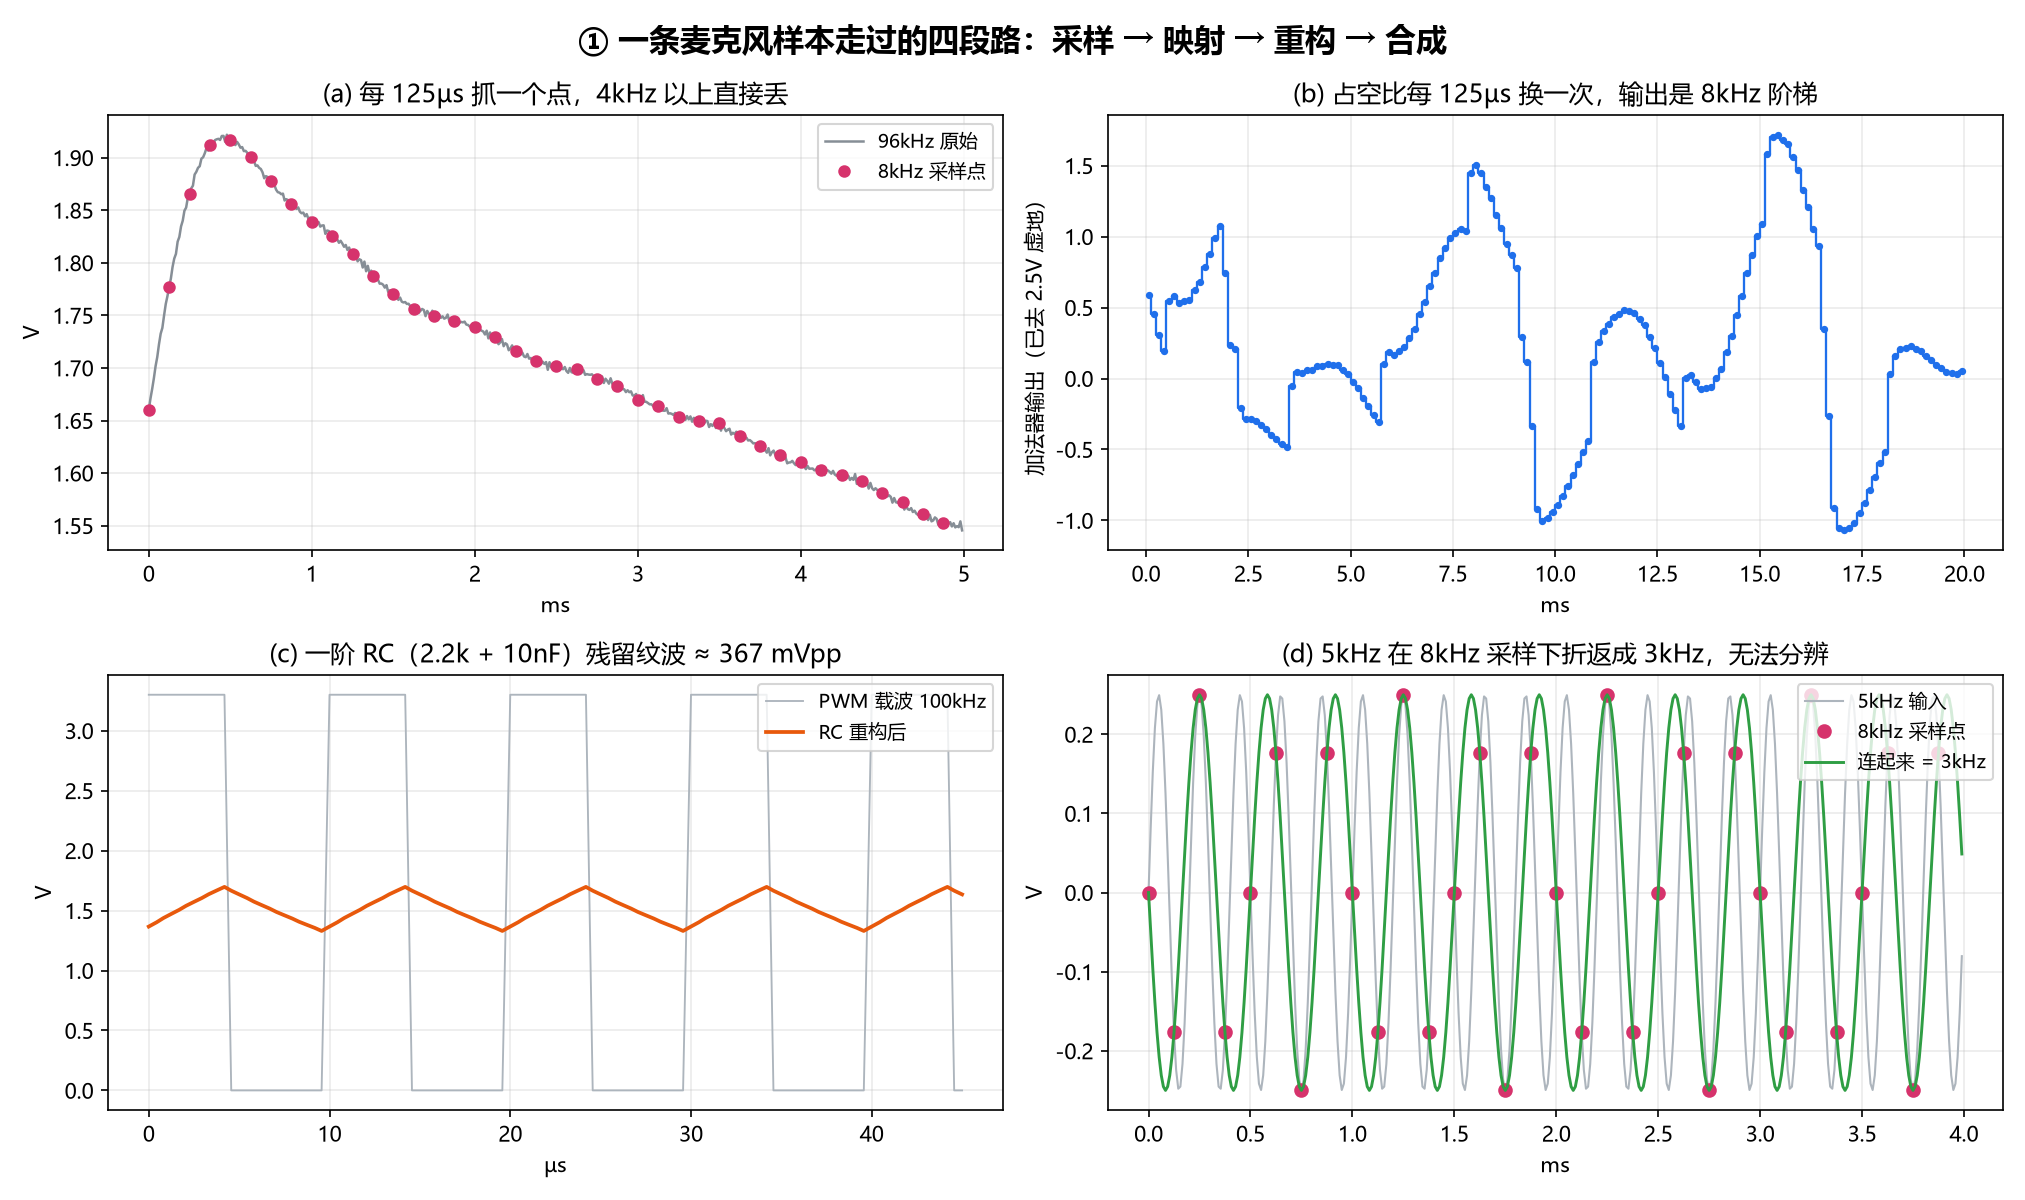 ① 一条麦克风样本走过的四段路：采样 → 映射 → 重构 → 合成
(a) 每 125µs 抓一个点，4kHz 以上直接丢
V
1.90
1.85
1.80
1.75
1.70
1.65
1.60
1.55
96kHz 原始
8kHz 采样点
0 1 2 3 4 5
ms
(b) 占空比每 125µs 换一次，输出是 8kHz 阶梯
加法器输出（已去 2.5V 虚地）
1.5
1.0
0.5
0.0
-0.5
-1.0
0.0 2.5 5.0 7.5 10.0 12.5 15.0 17.5 20.0
ms
(c) 一阶 RC（2.2k + 10nF）残留纹波 ≈ 367 mVpp
V
3.0
2.5
2.0
1.5
1.0
0.5
0.0
PWM 载波 100kHz
RC 重构后
0 10 20 30 40
µs
(d) 5kHz 在 8kHz 采样下折返成 3kHz，无法分辨
V
0.2
0.1
0.0
-0.1
-0.2
5kHz 输入
8kHz 采样点
连起来 = 3kHz
0.0 0.5 1.0 1.5 2.0 2.5 3.0 3.5 4.0
ms